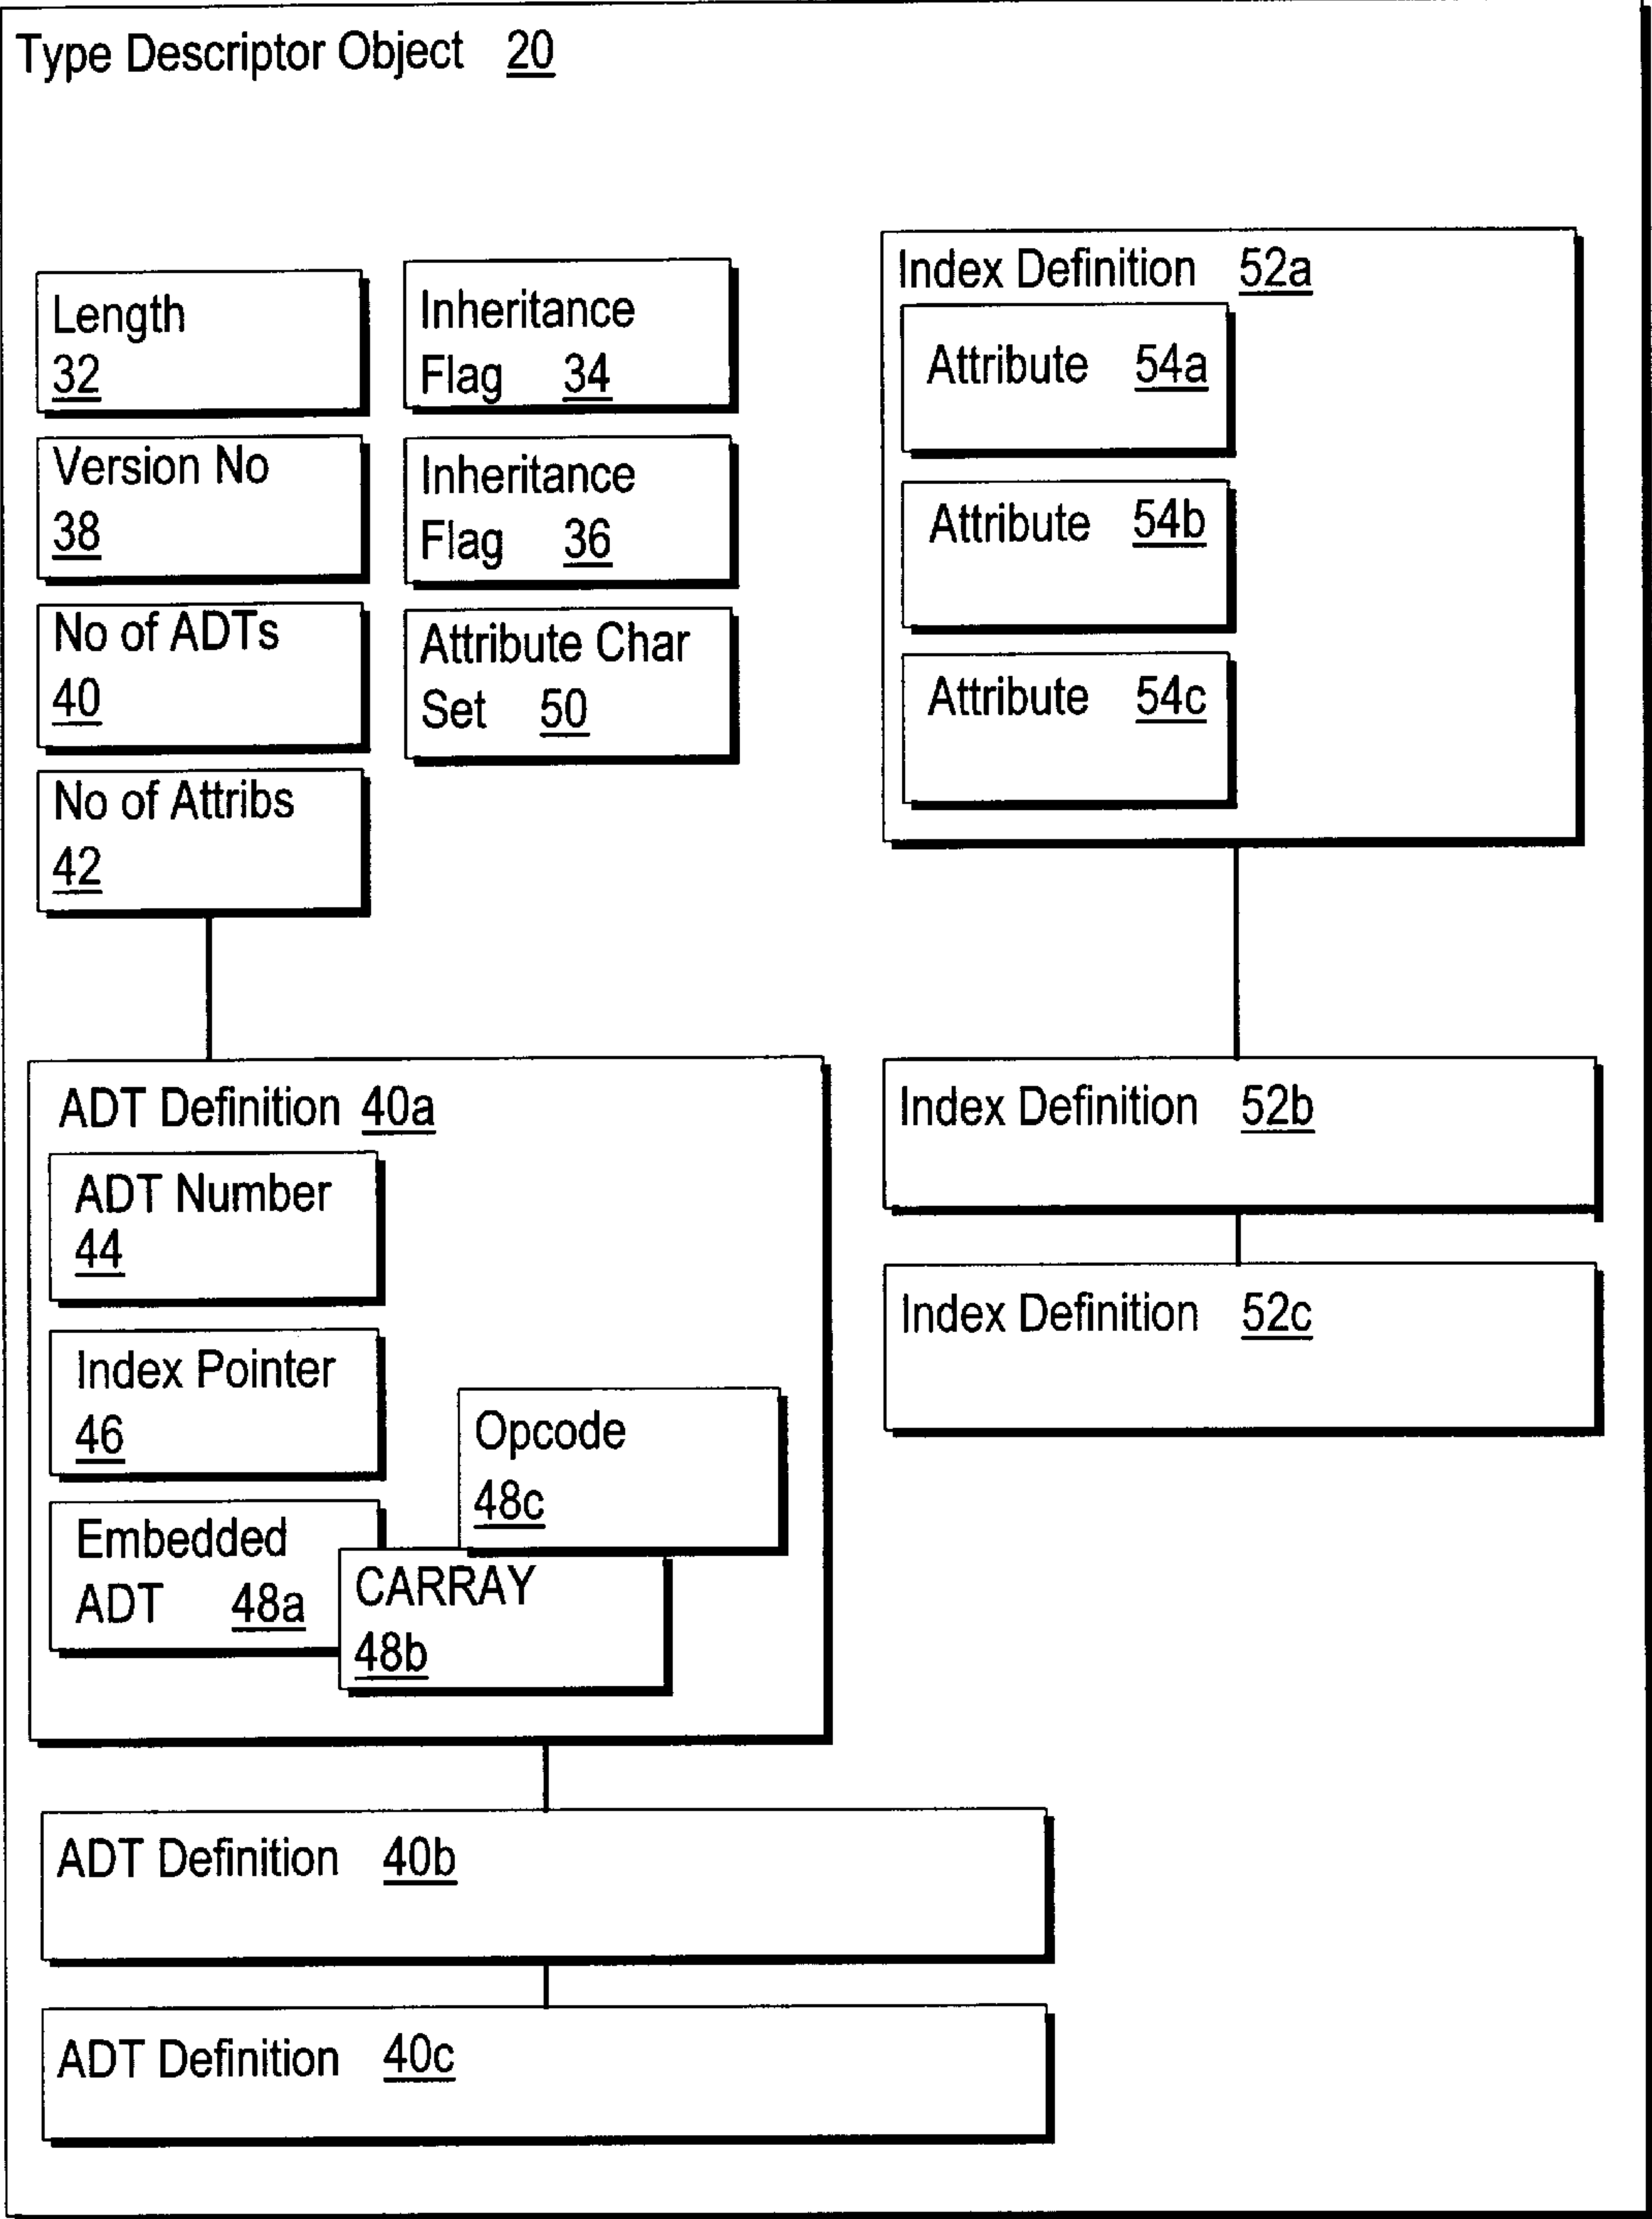 Type Descriptor Object 20
Length
32
Inheritance
Flag 34
Version No
38
Inheritance
Flag 36
No of ADTs
40
Attribute Char
Set 50
No of Attribs
42
Index Definition 52a
Attribute 54a
Attribute 54b
Attribute 54c
ADT Definition 40a
ADT Number
44
Index Pointer
46
Opcode
48c
Embedded
ADT 48a
CARRAY
48b
Index Definition 52b
Index Definition 52c
ADT Definition 40b
ADT Definition 40c